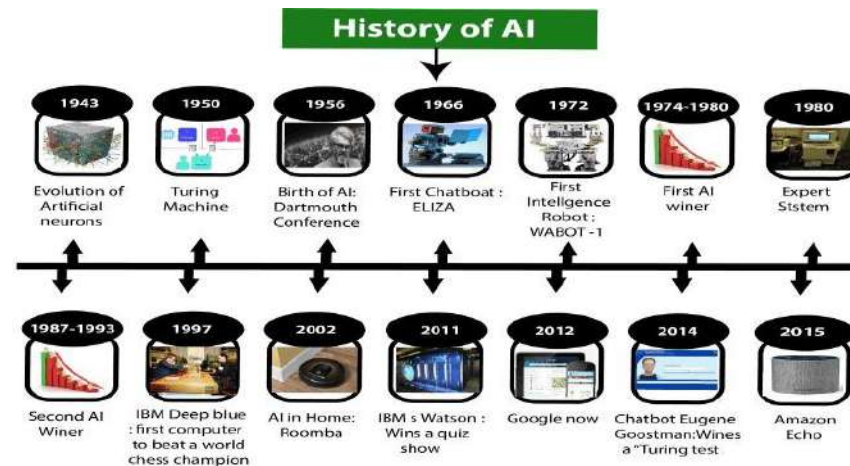 History of AI
1943
Evolution of
Artificial
neurons
1950
Turing
Machine
1956
Birth of AI:
Dartmouth
Conference
1966
First Chatboat :
ELIZA
1972
First
Intellgence
Robot :
WABOT -1
1974-1980
First AI
winer
1980
Expert
Ststem
1987-1993
Second AI
Winer
1997
IBM Deep blue
: first computer
to beat a world
chess champion
2002
AI in Home:
Roomba
2011
IBM s Watson :
Wins a quiz
show
2012
Google now
2014
Chatbot Eugene
Goostman:Wines
a "Turing test
2015
Amazon
Echo